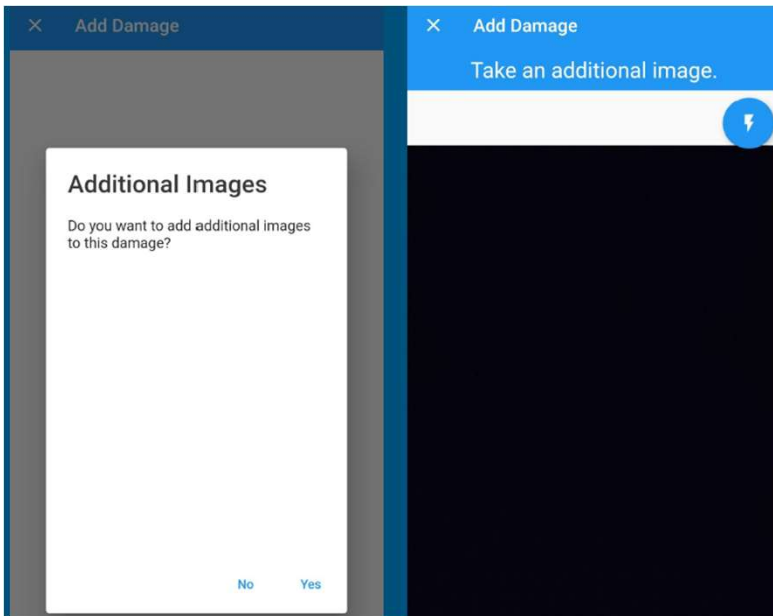 Add Damage
Additional Images
Do you want to add additional images
to this damage?
No Yes
Add Damage
Take an additional image.